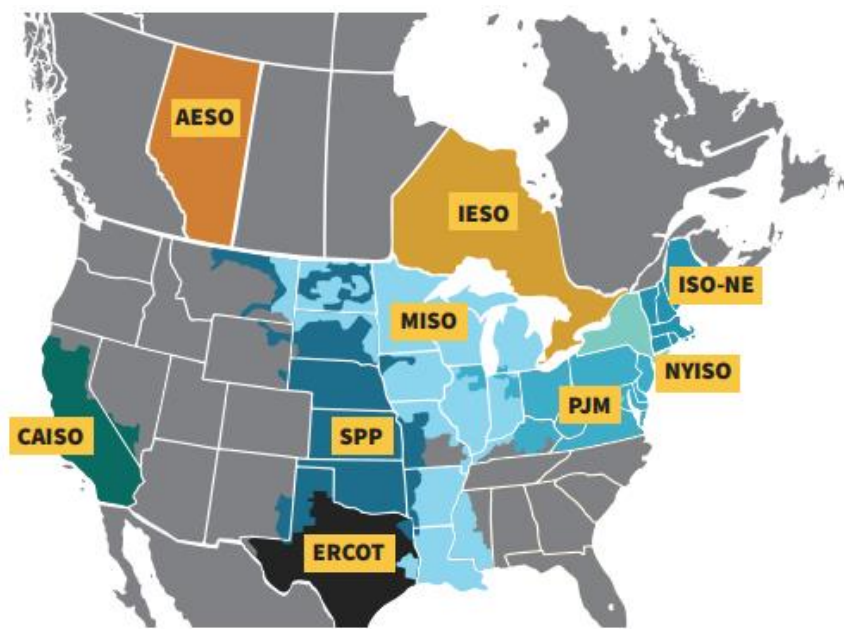 AESO
IESO
ISO-NE
MISO
NYISO
PJM
CAISO
SPP
ERCOT